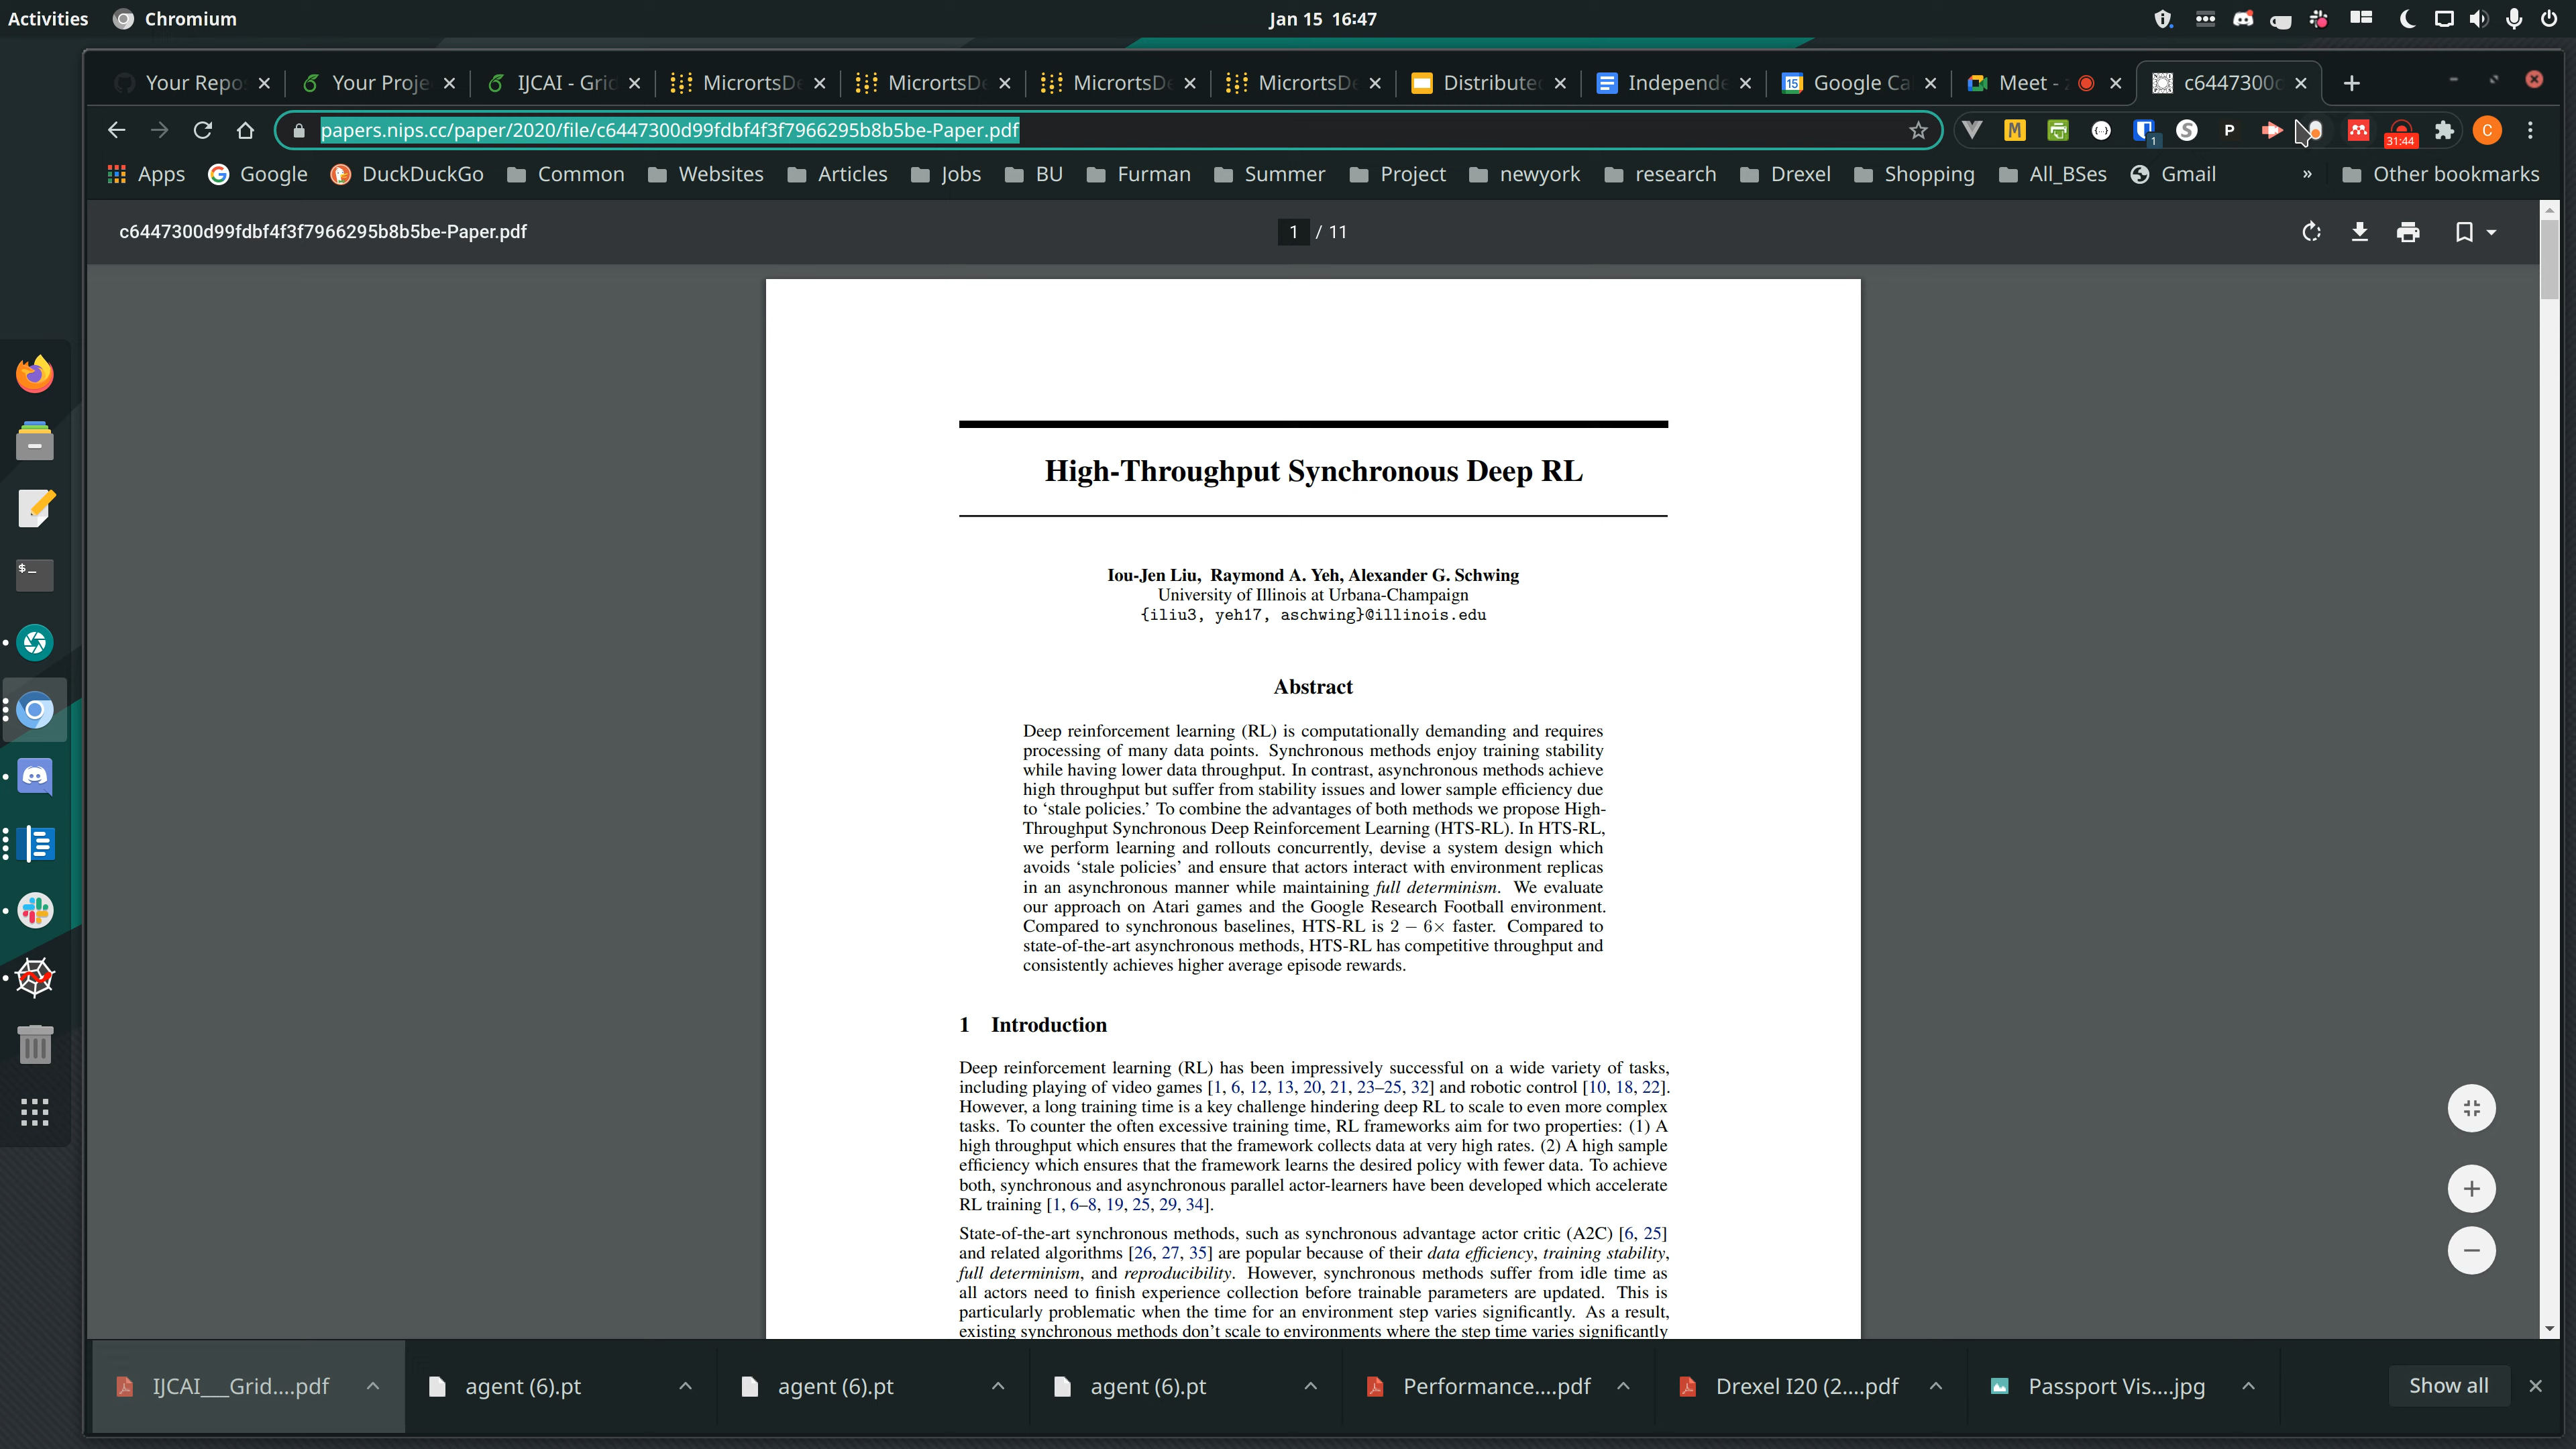 Activities Chromium Jan 15 16:47
Your Repo Your Proje IJCAI - Grid MicrortsDe MicrortsDe MicrortsDe MicrortsDe Distributed Independe Google Ca Meet - c6447300d
papers.nips.cc/paper/2020/file/c6447300d99fdbf4f3f7966295b8b5be-Paper.pdf
M 1 S P 31:44 C
Apps Google DuckDuckGo Common Websites Articles Jobs BU Furman Summer Project newyork research Drexel Shopping All_BSes Gmail » Other bookmarks
c6447300d99fdbf4f3f7966295b8b5be-Paper.pdf 1 / 11
High-Throughput Synchronous Deep RL
Iou-Jen Liu, Raymond A. Yeh, Alexander G. Schwing
University of Illinois at Urbana-Champaign
{iliu3, yeh17, aschwing}@illinois.edu
Abstract
Deep reinforcement learning (RL) is computationally demanding and requires
processing of many data points. Synchronous methods enjoy training stability
while having lower data throughput. In contrast, asynchronous methods achieve
high throughput but suffer from stability issues and lower sample efficiency due
to ‘stale policies.’ To combine the advantages of both methods we propose High-
Throughput Synchronous Deep Reinforcement Learning (HTS-RL). In HTS-RL,
we perform learning and rollouts concurrently, devise a system design which
avoids ‘stale policies’ and ensure that actors interact with environment replicas
in an asynchronous manner while maintaining full determinism. We evaluate
our approach on Atari games and the Google Research Football environment.
Compared to synchronous baselines, HTS-RL is 2 − 6× faster. Compared to
state-of-the-art asynchronous methods, HTS-RL has competitive throughput and
consistently achieves higher average episode rewards.
1 Introduction
Deep reinforcement learning (RL) has been impressively successful on a wide variety of tasks,
including playing of video games [1, 6, 12, 13, 20, 21, 23–25, 32] and robotic control [10, 18, 22].
However, a long training time is a key challenge hindering deep RL to scale to even more complex
tasks. To counter the often excessive training time, RL frameworks aim for two properties: (1) A
high throughput which ensures that the framework collects data at very high rates. (2) A high sample
efficiency which ensures that the framework learns the desired policy with fewer data. To achieve
both, synchronous and asynchronous parallel actor-learners have been developed which accelerate
RL training [1, 6–8, 19, 25, 29, 34].
State-of-the-art synchronous methods, such as synchronous advantage actor critic (A2C) [6, 25]
and related algorithms [26, 27, 35] are popular because of their data efficiency, training stability,
full determinism, and reproducibility. However, synchronous methods suffer from idle time as
all actors need to finish experience collection before trainable parameters are updated. This is
particularly problematic when the time for an environment step varies significantly. As a result,
existing synchronous methods don’t scale to environments where the step time varies significantly
IJCAI___Grid....pdf agent (6).pt agent (6).pt agent (6).pt Performance....pdf Drexel I20 (2....pdf Passport Vis....jpg Show all